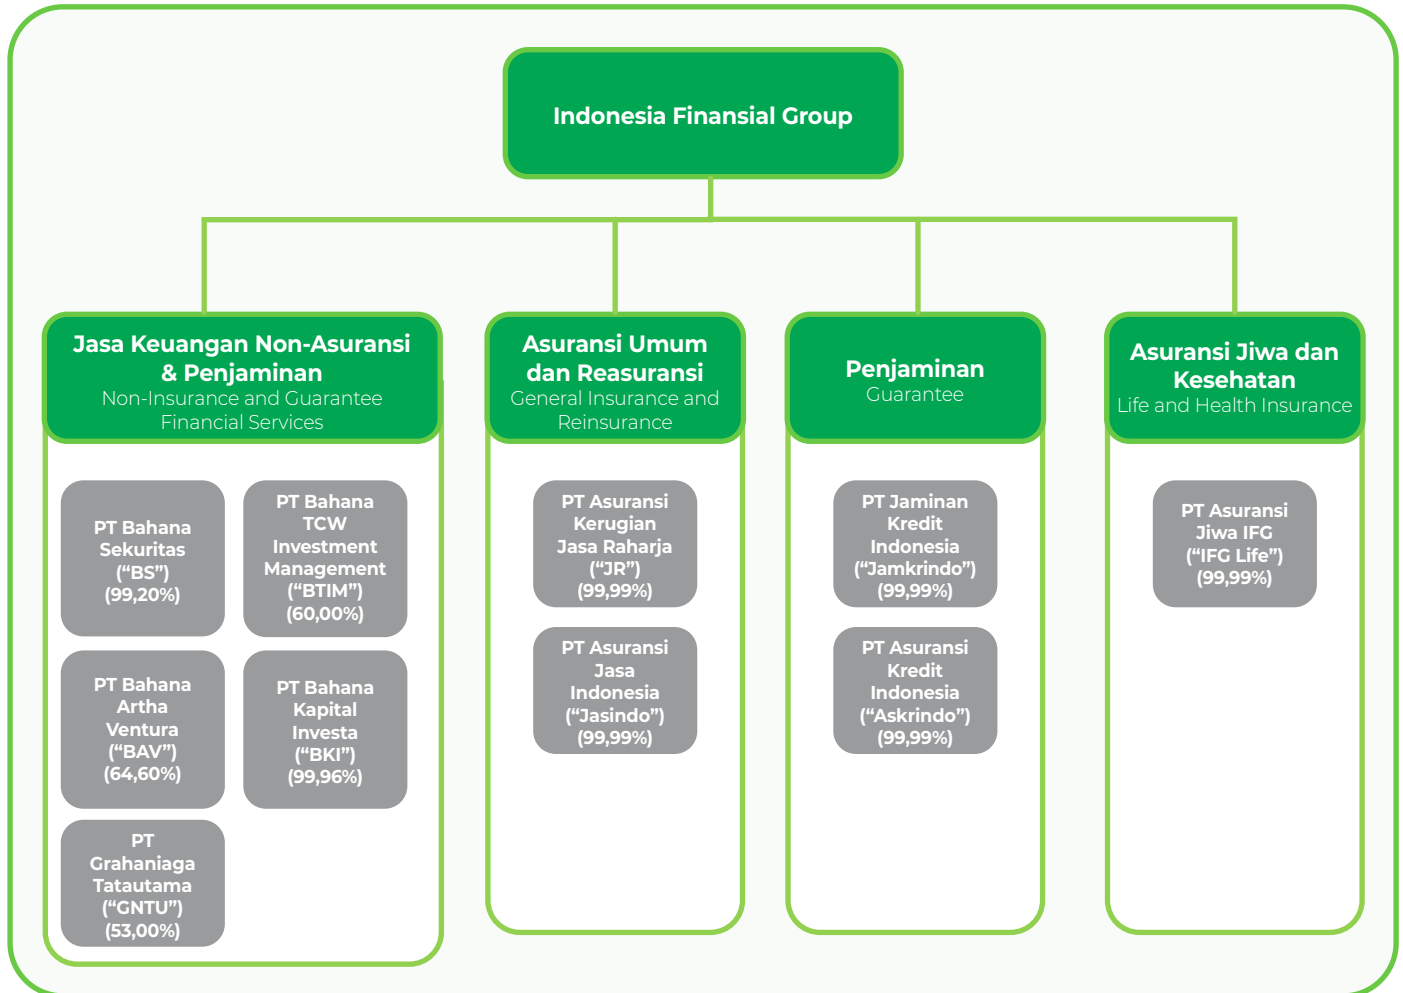 Indonesia Finansial Group
Jasa Keuangan Non-Asuransi
& Penjaminan
Non-Insurance and Guarantee
Financial Services
PT Bahana
Sekuritas
(“BS”)
(99,20%)
PT Bahana
TCW
Investment
Management
(“BTIM”)
(60,00%)
PT Bahana
Artha
Ventura
(“BAV”)
(64,60%)
PT Bahana
Kapital
Investa
(“BKI”)
(99,96%)
PT
Grahaniaga
Tatautama
(“GNTU”)
(53,00%)
Asuransi Umum
dan Reasuransi
General Insurance and
Reinsurance
PT Asuransi
Kerugian
Jasa Raharja
(“JR”)
(99,99%)
PT Asuransi
Jasa
Indonesia
(“Jasindo”)
(99,99%)
Penjaminan
Guarantee
PT Jaminan
Kredit
Indonesia
(“Jamkrindo”)
(99,99%)
PT Asuransi
Kredit
Indonesia
(“Askrindo”)
(99,99%)
Asuransi Jiwa dan
Kesehatan
Life and Health Insurance
PT Asuransi
Jiwa IFG
(“IFG Life”)
(99,99%)